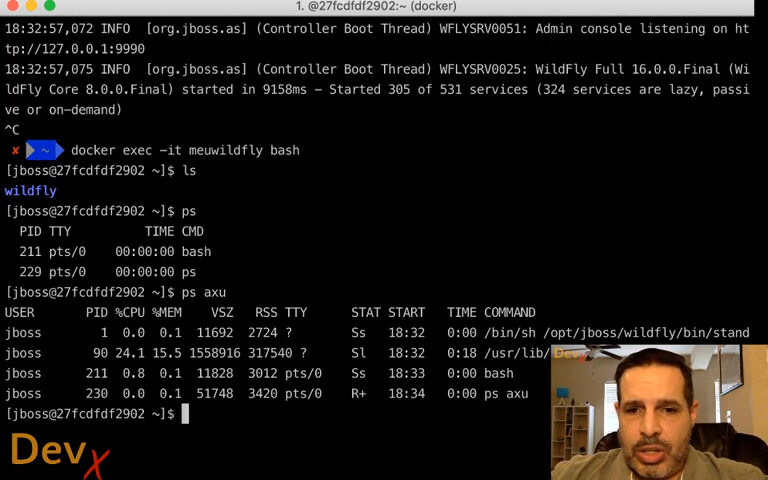 1. @27fcdfdf2902:~ (docker)
18:32:57,072 INFO  [org.jboss.as] (Controller Boot Thread) WFLYSRV0051: Admin console listening on ht
tp://127.0.0.1:9990
18:32:57,075 INFO  [org.jboss.as] (Controller Boot Thread) WFLYSRV0025: WildFly Full 16.0.0.Final (Wi
ldFly Core 8.0.0.Final) started in 9158ms - Started 305 of 531 services (324 services are lazy, passi
ve or on-demand)
^C
✘ ~ docker exec -it meuwildfly bash
[jboss@27fcdfdf2902 ~]$ ls
wildfly
[jboss@27fcdfdf2902 ~]$ ps
PID TTY TIME CMD
211 pts/0 00:00:00 bash
229 pts/0 00:00:00 ps
[jboss@27fcdfdf2902 ~]$ ps axu
USER PID %CPU %MEM VSZ RSS TTY STAT START TIME COMMAND
jboss 1 0.0 0.1 11692 2724 ? Ss 18:32 0:00 /bin/sh /opt/jboss/wildfly/bin/stand
jboss 90 24.1 15.5 1558916 317540 ? Sl 18:32 0:18 /usr/lib/
jboss 211 0.8 0.1 11828 3012 pts/0 Ss 18:33 0:00 bash
jboss 230 0.0 0.1 51748 3420 pts/0 R+ 18:34 0:00 ps axu
[jboss@27fcdfdf2902 ~]$
Devx